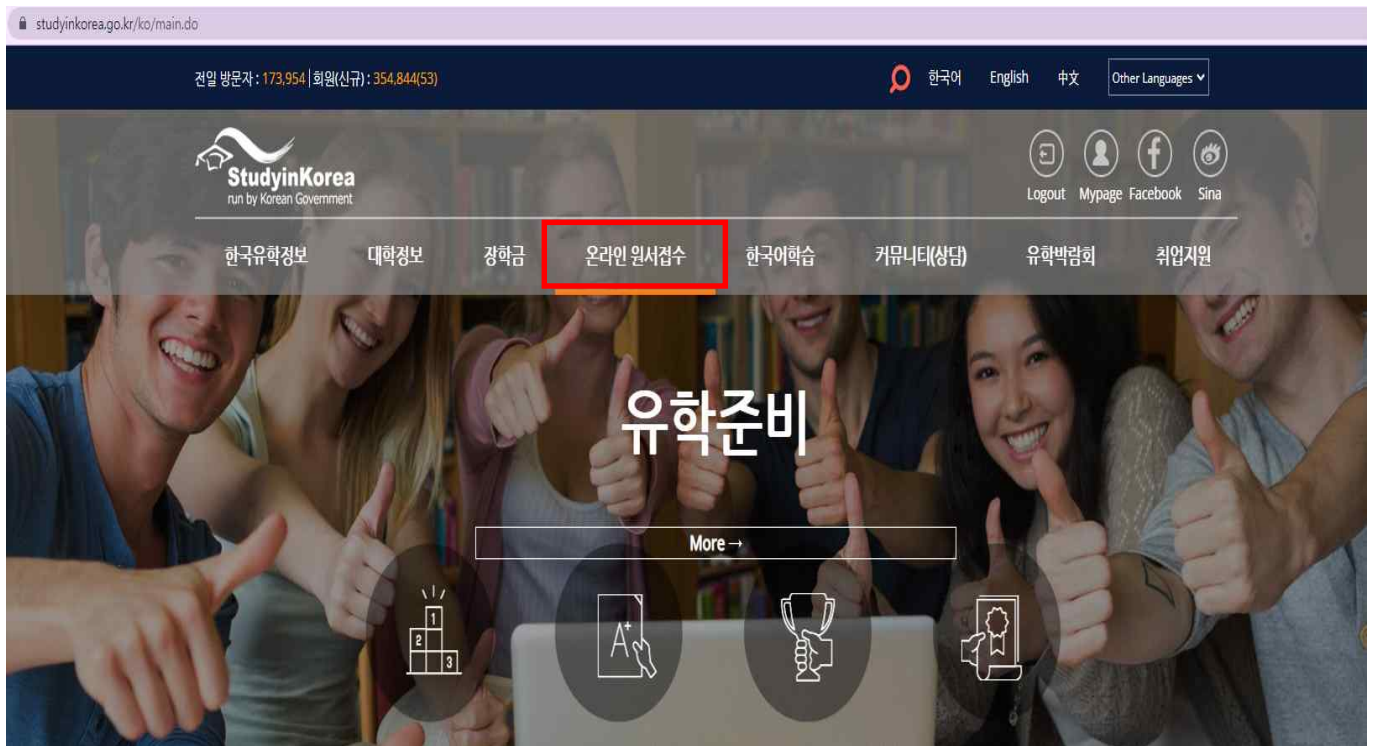 studyinkorea.go.kr/ko/main.do
전일 방문자 : 173,954 | 회원(신규) : 354,844(53)
한국어 English 中文 Other Languages
StudyinKorea
run by Korean Government
Logout Mypage Facebook Sina
한국유학정보 대학정보 장학금 온라인 원서접수 한국어학습 커뮤니티(상담) 유학박람회 취업지원
유학준비
More→
1
2
3
A+